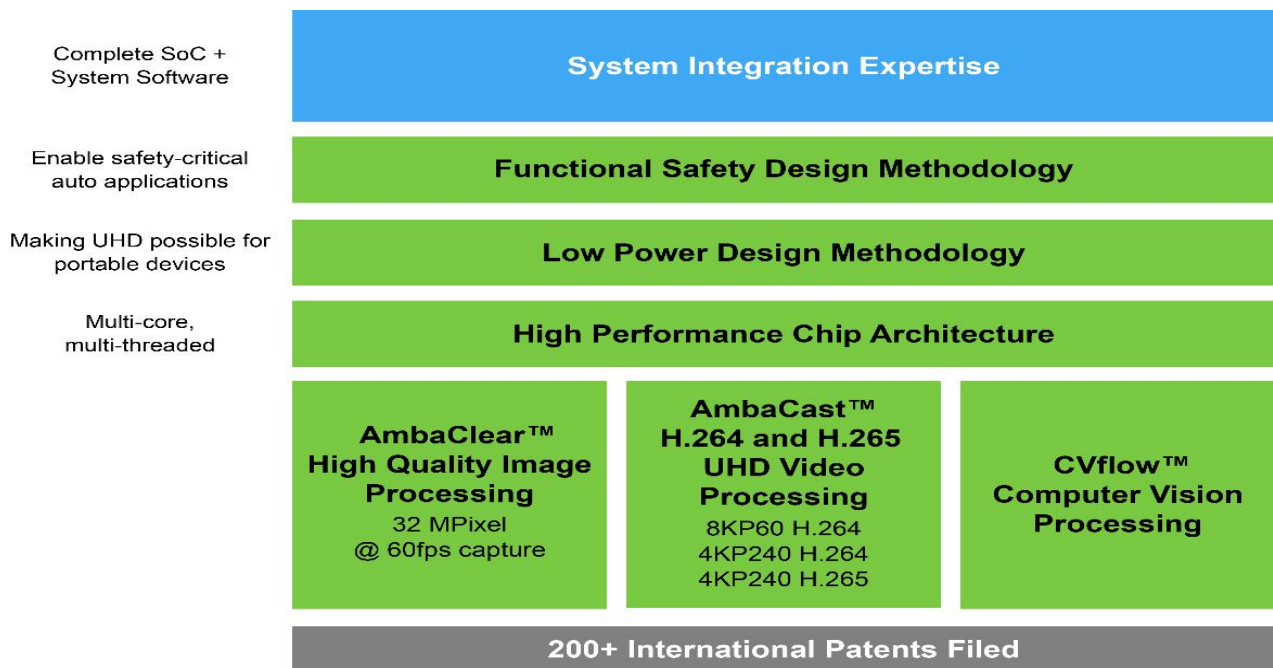 Complete SoC +
System Software
System Integration Expertise
Enable safety-critical
auto applications
Functional Safety Design Methodology
Making UHD possible for
portable devices
Low Power Design Methodology
Multi-core,
multi-threaded
High Performance Chip Architecture
AmbaClear™
High Quality Image
Processing
32 MPixel
@ 60fps capture
AmbaCast™
H.264 and H.265
UHD Video
Processing
8KP60 H.264
4KP240 H.264
4KP240 H.265
CVflow™
Computer Vision
Processing
200+ International Patents Filed